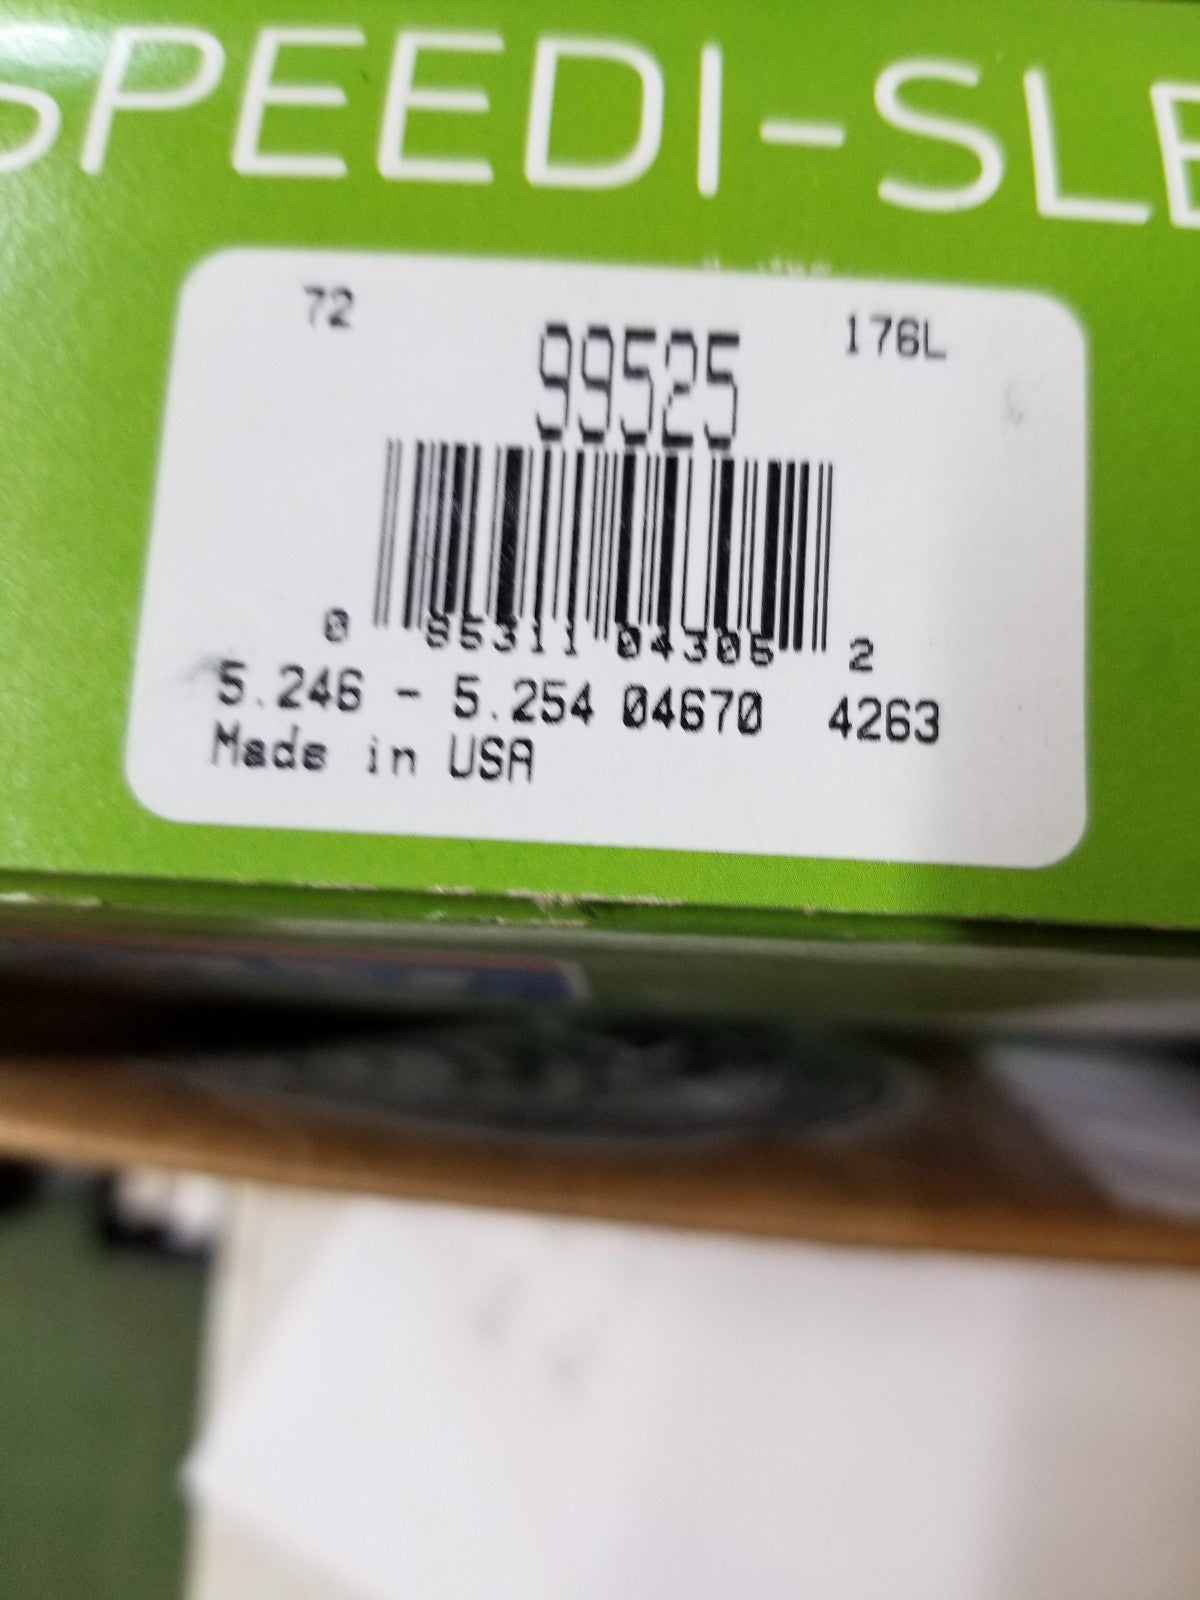 SPEEDI-SLE
72 99525 176L
0 85311 04306 2
5.246 - 5.254 04670 4263
Made in USA